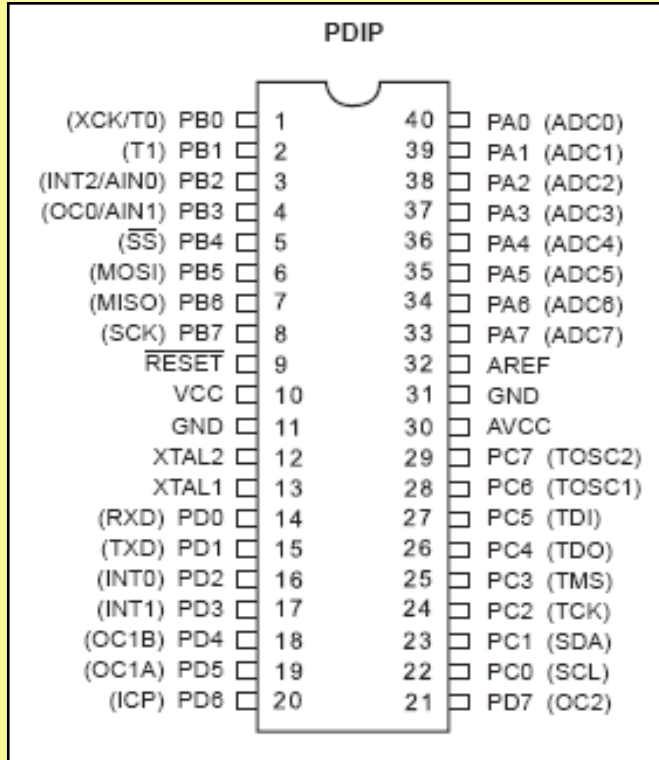 PDIP
(XCK/T0) PB0 1 40 PA0 (ADC0)
(T1) PB1 2 39 PA1 (ADC1)
(INT2/AIN0) PB2 3 38 PA2 (ADC2)
(OC0/AIN1) PB3 4 37 PA3 (ADC3)
(S̅S̅) PB4 5 36 PA4 (ADC4)
(MOSI) PB5 6 35 PA5 (ADC5)
(MISO) PB6 7 34 PA6 (ADC6)
(SCK) PB7 8 33 PA7 (ADC7)
R̅E̅S̅E̅T̅ 9 32 AREF
VCC 10 31 GND
GND 11 30 AVCC
XTAL2 12 29 PC7 (TOSC2)
XTAL1 13 28 PC6 (TOSC1)
(RXD) PD0 14 27 PC5 (TDI)
(TXD) PD1 15 26 PC4 (TDO)
(INT0) PD2 16 25 PC3 (TMS)
(INT1) PD3 17 24 PC2 (TCK)
(OC1B) PD4 18 23 PC1 (SDA)
(OC1A) PD5 19 22 PC0 (SCL)
(ICP) PD6 20 21 PD7 (OC2)